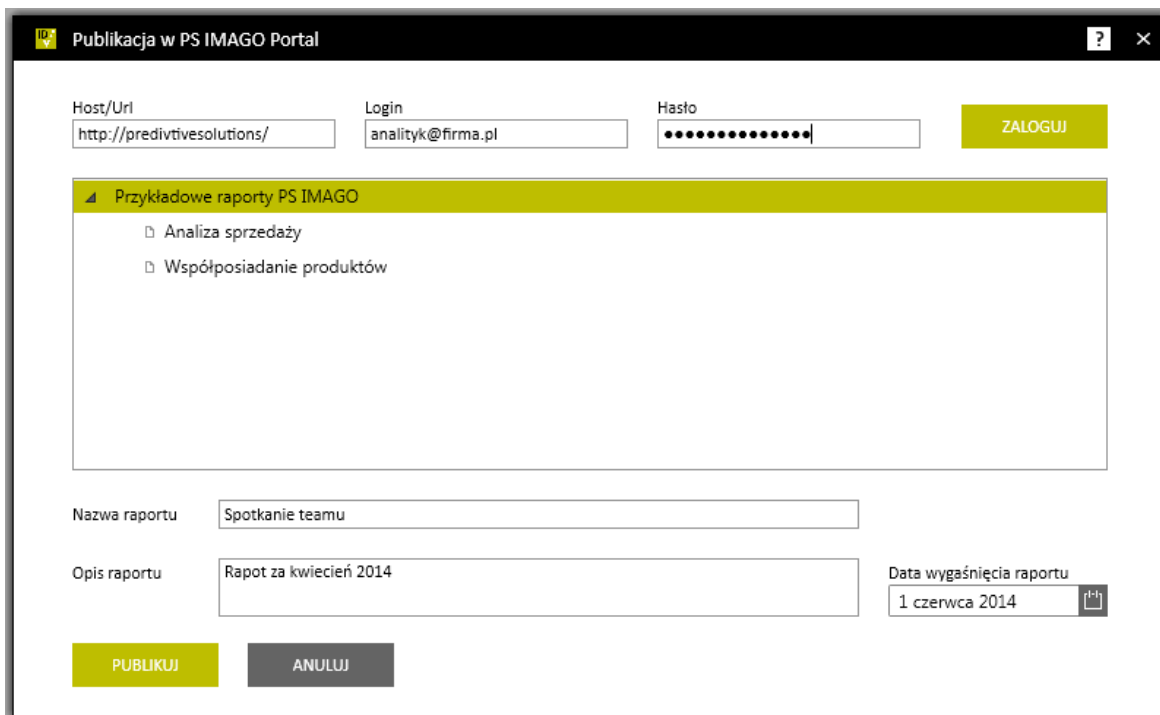 Publikacja w PS IMAGO Portal ?
Host/Url Login Hasło
http://predivtivesolutions/ analityk@firma.pl ●●●●●●●●●●●●●● ZALOGUJ
Przykładowe raporty PS IMAGO
Analiza sprzedaży
Współposiadanie produktów
Nazwa raportu Spotkanie teamu
Opis raportu Rapot za kwiecień 2014 Data wygaśnięcia raportu
1 czerwca 2014
PUBLIKUJ ANULUJ